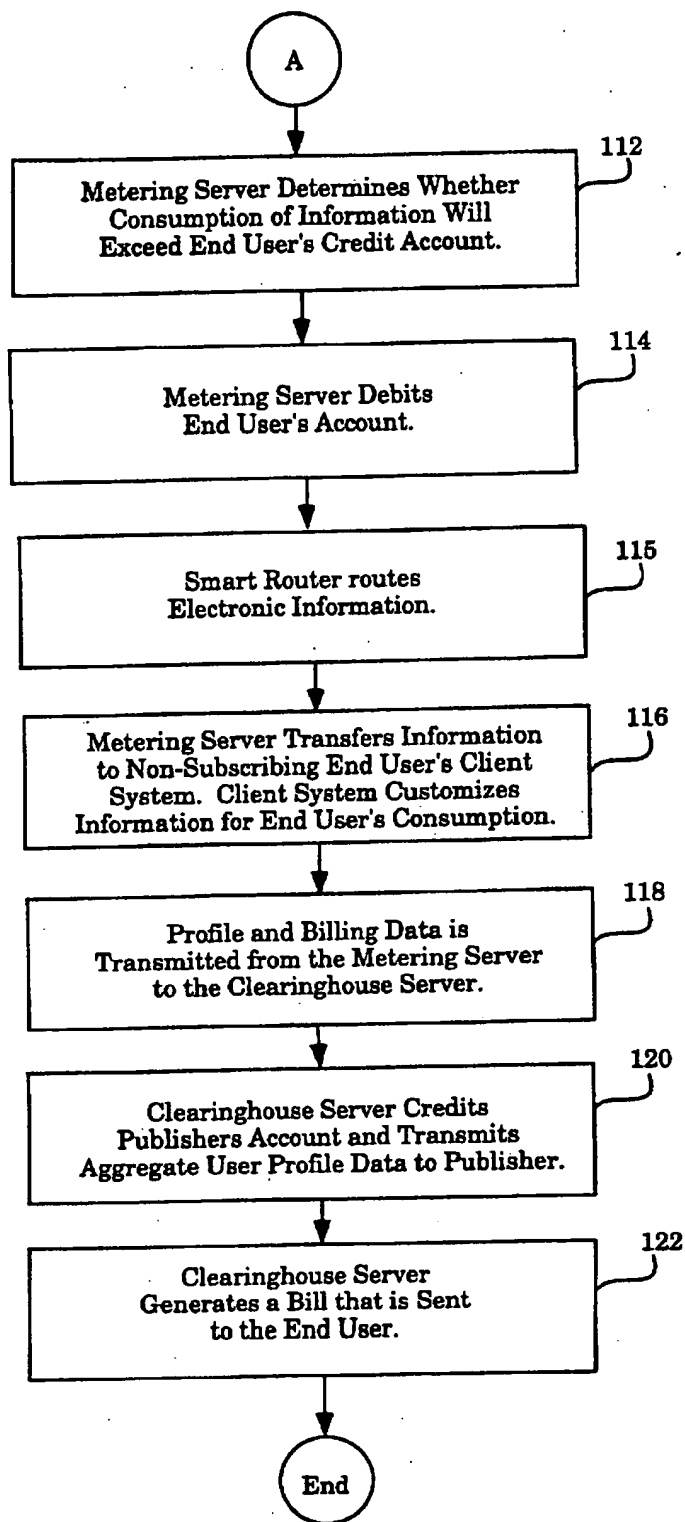 A
112
Metering Server Determines Whether
Consumption of Information Will
Exceed End User's Credit Account.
114
Metering Server Debits
End User's Account.
115
Smart Router routes
Electronic Information.
116
Metering Server Transfers Information
to Non-Subscribing End User's Client
System. Client System Customizes
Information for End User's Consumption.
118
Profile and Billing Data is
Transmitted from the Metering Server
to the Clearinghouse Server.
120
Clearinghouse Server Credits
Publishers Account and Transmits
Aggregate User Profile Data to Publisher.
122
Clearinghouse Server
Generates a Bill that is Sent
to the End User.
End